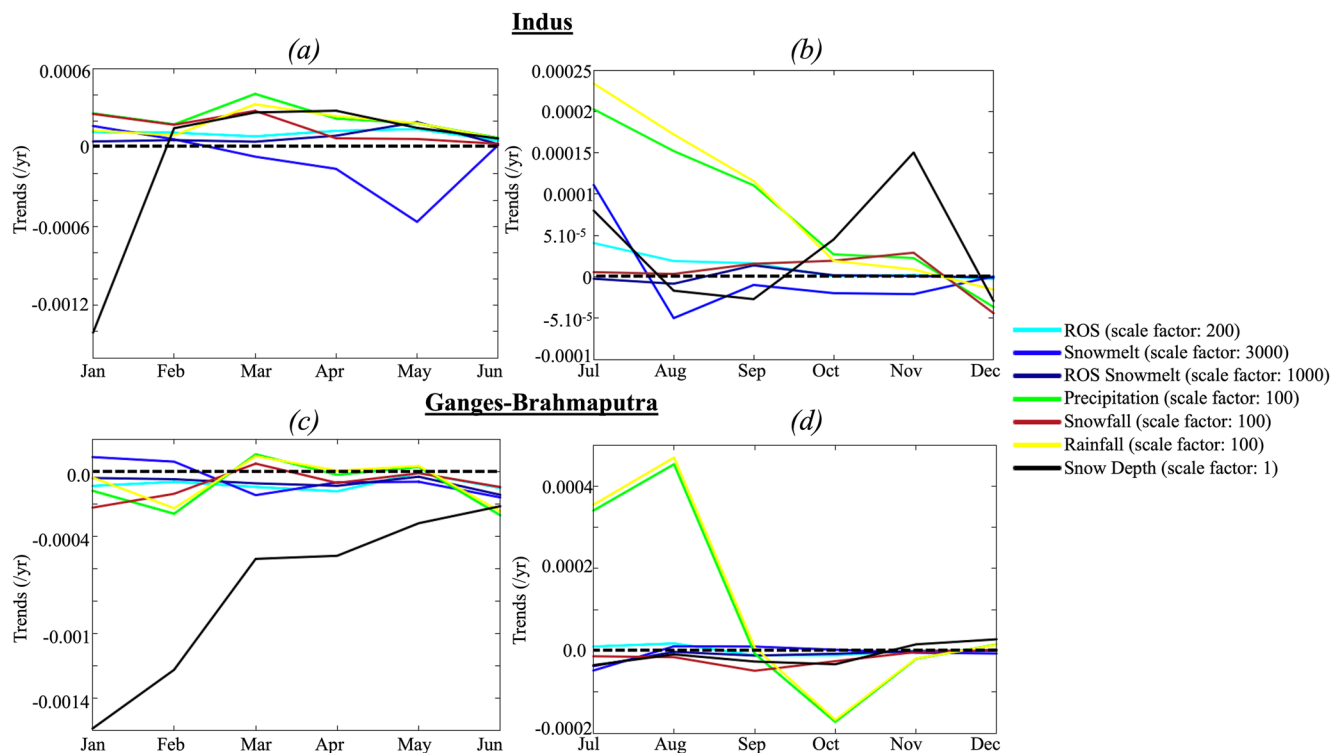 Indus
(a)
(b)
0.0006
0
-0.0006
-0.0012
Trends (/yr)
Jan Feb Mar Apr May Jun
0.00025
0.0002
0.00015
0.0001
5.10⁻⁵
0
-5.10⁻⁵
-0.0001
Trends (/yr)
Jul Aug Sep Oct Nov Dec
Ganges-Brahmaputra
(c)
(d)
0.0
-0.0004
-0.001
-0.0014
Trends (/yr)
Jan Feb Mar Apr May Jun
0.0004
0.0002
0.0
-0.0002
Trends (/yr)
Jul Aug Sep Oct Nov Dec
ROS (scale factor: 200)
Snowmelt (scale factor: 3000)
ROS Snowmelt (scale factor: 1000)
Precipitation (scale factor: 100)
Snowfall (scale factor: 100)
Rainfall (scale factor: 100)
Snow Depth (scale factor: 1)